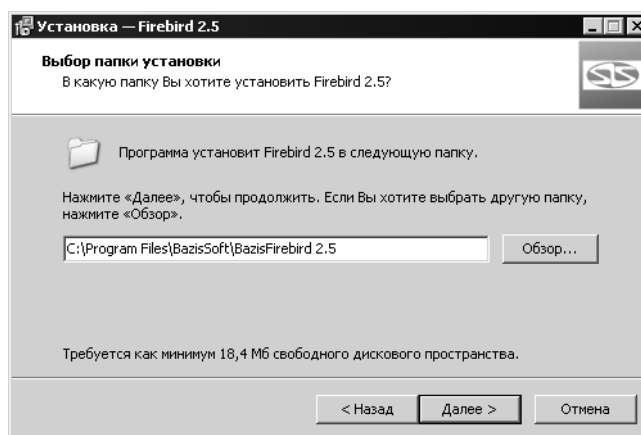 Установка — Firebird 2.5
Выбор папки установки
В какую папку Вы хотите установить Firebird 2.5?
Программа установит Firebird 2.5 в следующую папку.
Нажмите «Далее», чтобы продолжить. Если Вы хотите выбрать другую папку,
нажмите «Обзор».
C:\Program Files\BazisSoft\BazisFirebird 2.5
Обзор...
Требуется как минимум 18,4 Мб свободного дискового пространства.
< Назад
Далее >
Отмена